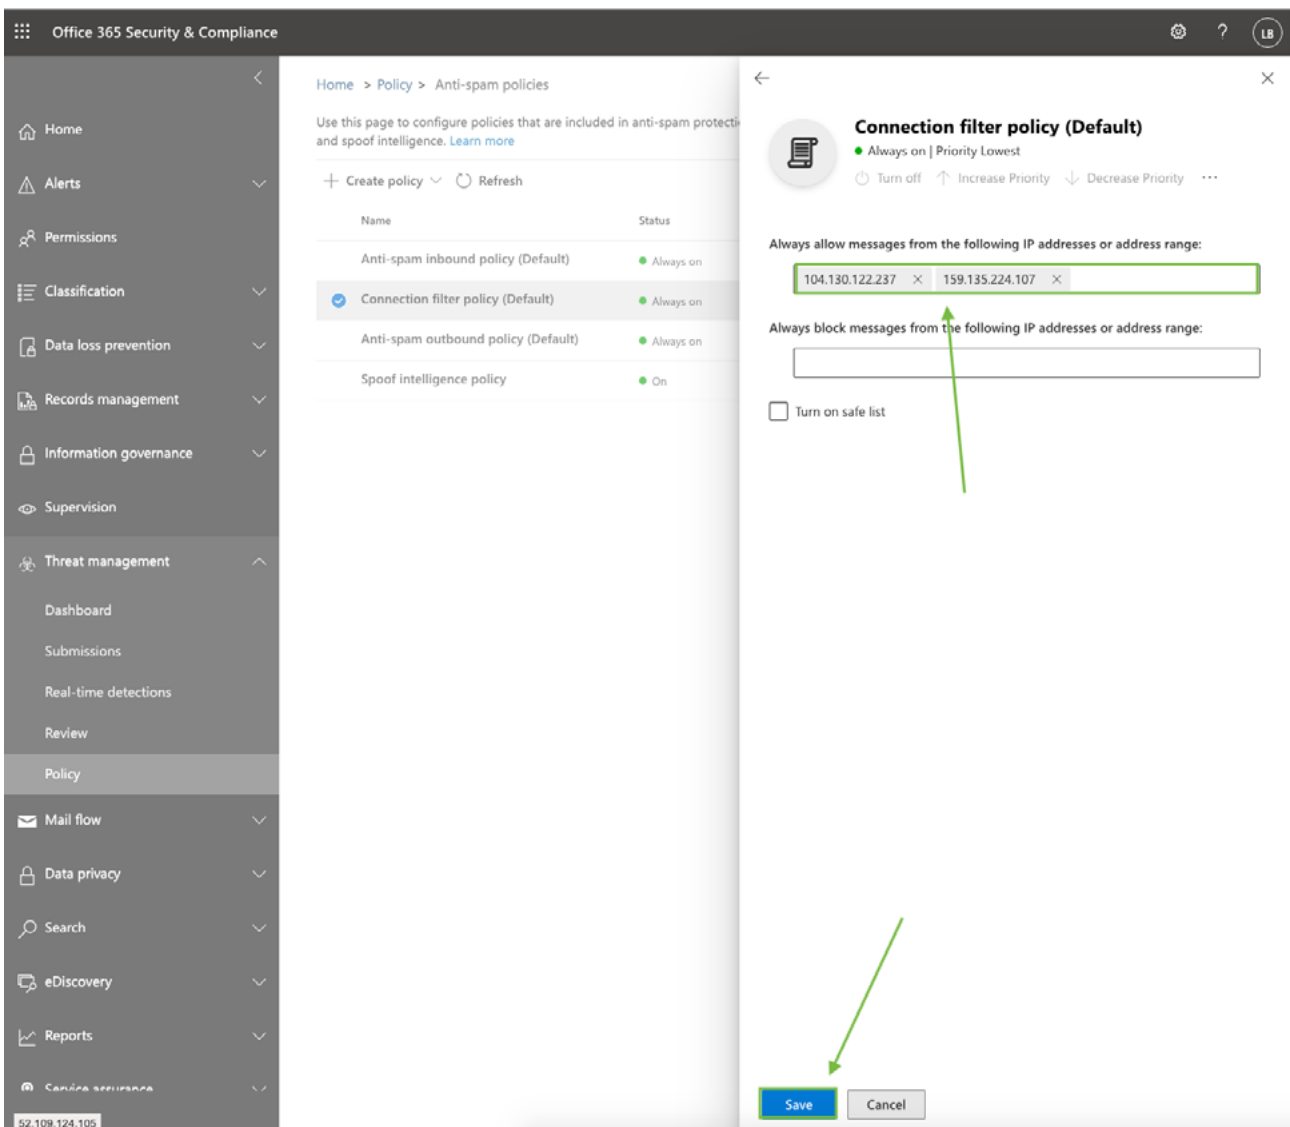 Office 365 Security & Compliance
?
LB
Home
Alerts
Permissions
Classification
Data loss prevention
Records management
Information governance
Supervision
Threat management
Dashboard
Submissions
Real-time detections
Review
Policy
Mail flow
Data privacy
Search
eDiscovery
Reports
Service assurance
52.109.124.105
Home > Policy > Anti-spam policies
Use this page to configure policies that are included in anti-spam protecti
and spoof intelligence. Learn more
Create policy Refresh
Name Status
Anti-spam inbound policy (Default) Always on
Connection filter policy (Default) Always on
Anti-spam outbound policy (Default) Always on
Spoof intelligence policy On
Connection filter policy (Default)
Always on | Priority Lowest
Turn off Increase Priority Decrease Priority ...
Always allow messages from the following IP addresses or address range:
104.130.122.237 159.135.224.107
Always block messages from the following IP addresses or address range:
Turn on safe list
Save Cancel